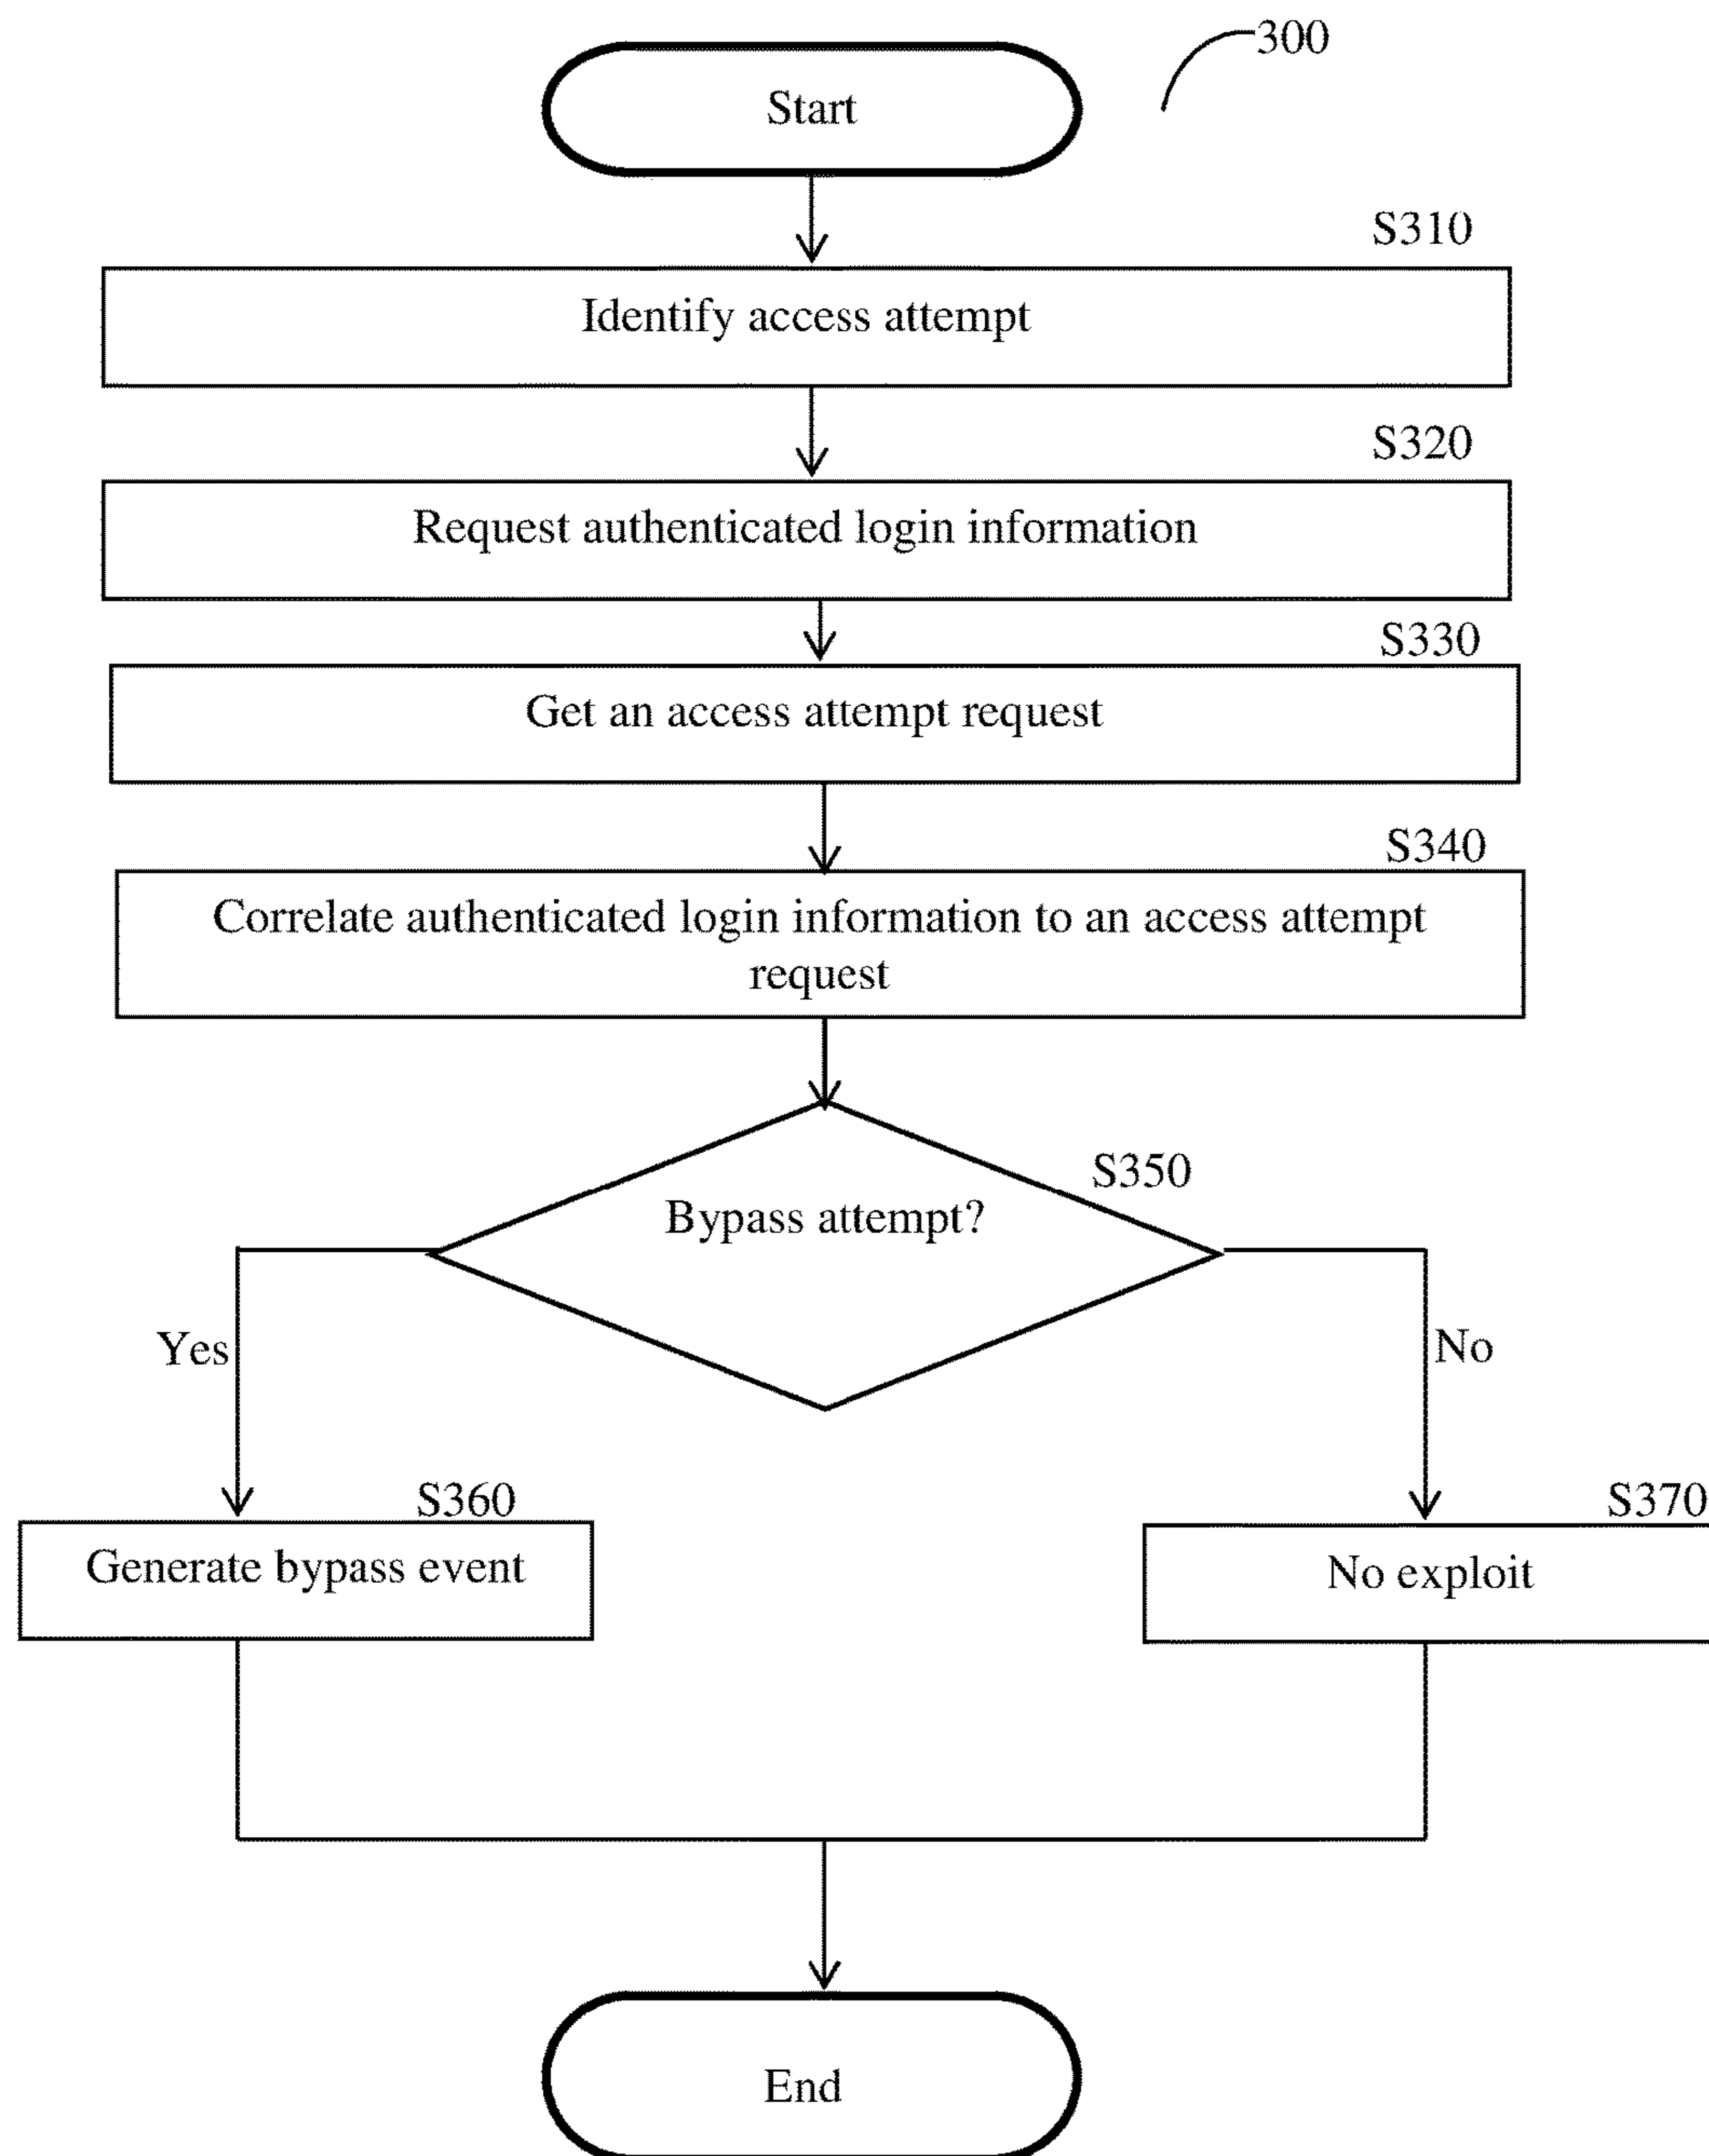 300
Start
S310
Identify access attempt
S320
Request authenticated login information
S330
Get an access attempt request
S340
Correlate authenticated login information to an access attempt
request
S350
Bypass attempt?
Yes
No
S360
S370
Generate bypass event
No exploit
End